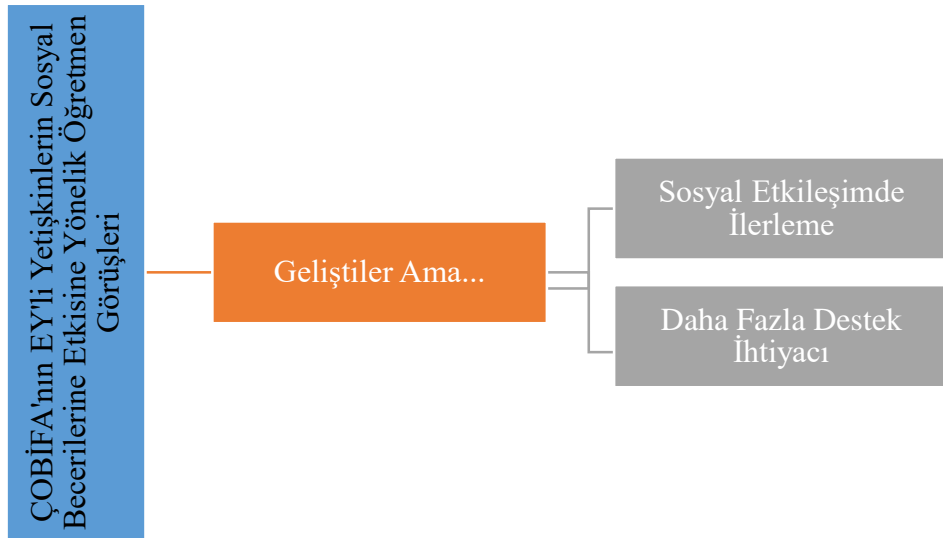 ÇOBİFA'nın EY'li Yetişkinlerin Sosyal
Becerilerine Etkisine Yönelik Öğretmen
Görüşleri
Geliştiler Ama...
Sosyal Etkileşimde
İlerleme
Daha Fazla Destek
İhtiyacı